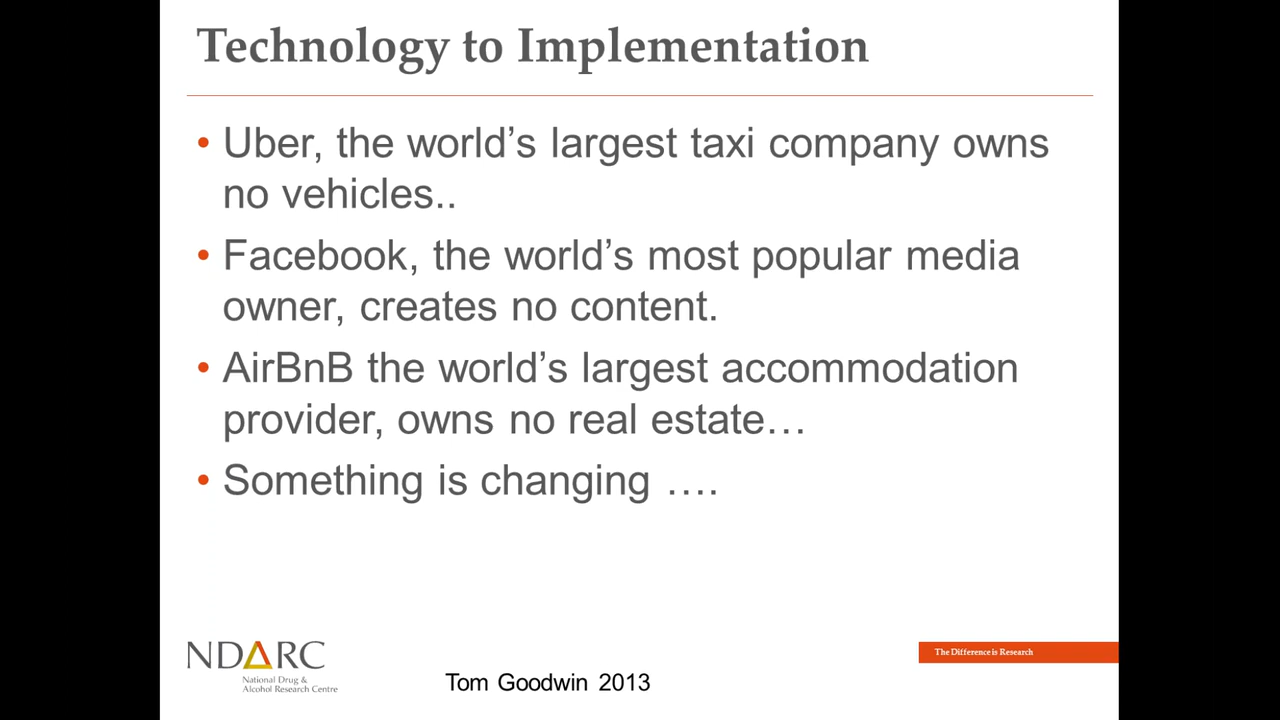 Technology to Implementation
• Uber, the world’s largest taxi company owns
no vehicles..
• Facebook, the world’s most popular media
owner, creates no content.
• AirBnB the world’s largest accommodation
provider, owns no real estate…
• Something is changing ….
NDARC
National Drug &
Alcohol Research Centre
Tom Goodwin 2013
The Difference is Research